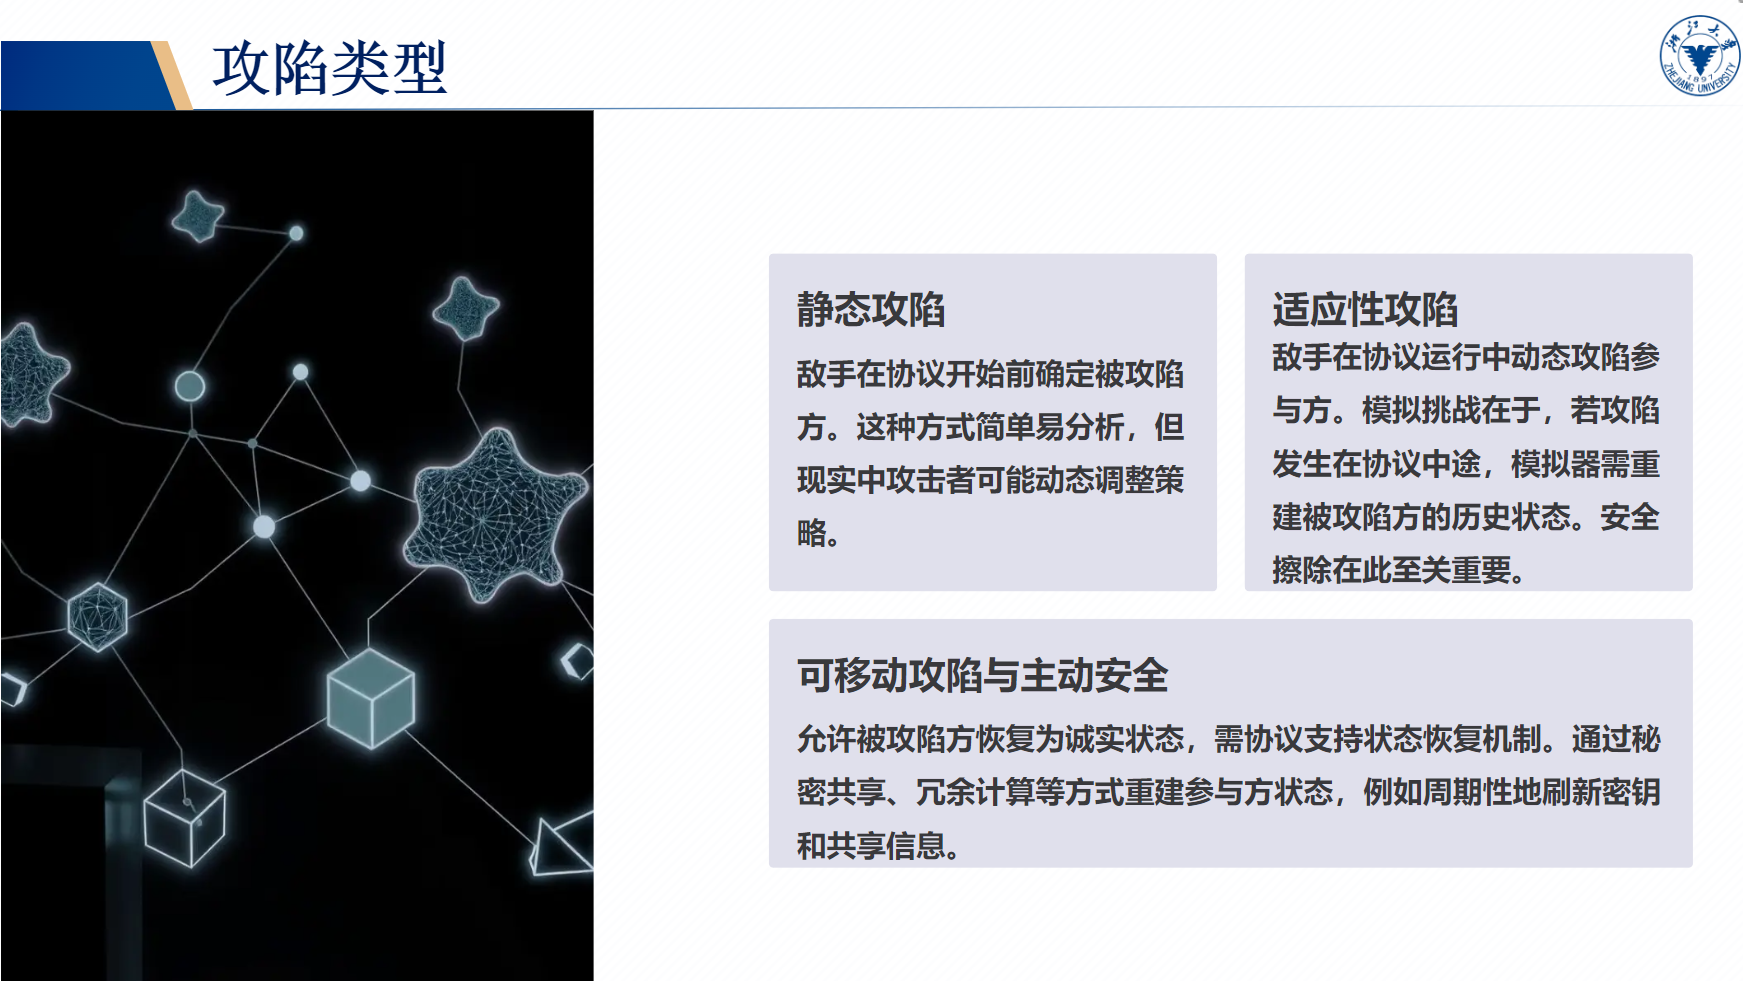 攻陷类型
浙江大学
ZHEJIANG UNIVERSITY
1897
静态攻陷
敌手在协议开始前确定被攻陷
方。这种方式简单易分析，但
现实中攻击者可能动态调整策
略。
适应性攻陷
敌手在协议运行中动态攻陷参
与方。模拟挑战在于，若攻陷
发生在协议中途，模拟器需重
建被攻陷方的历史状态。安全
擦除在此至关重要。
可移动攻陷与主动安全
允许被攻陷方恢复为诚实状态，需协议支持状态恢复机制。通过秘
密共享、冗余计算等方式重建参与方状态，例如周期性地刷新密钥
和共享信息。